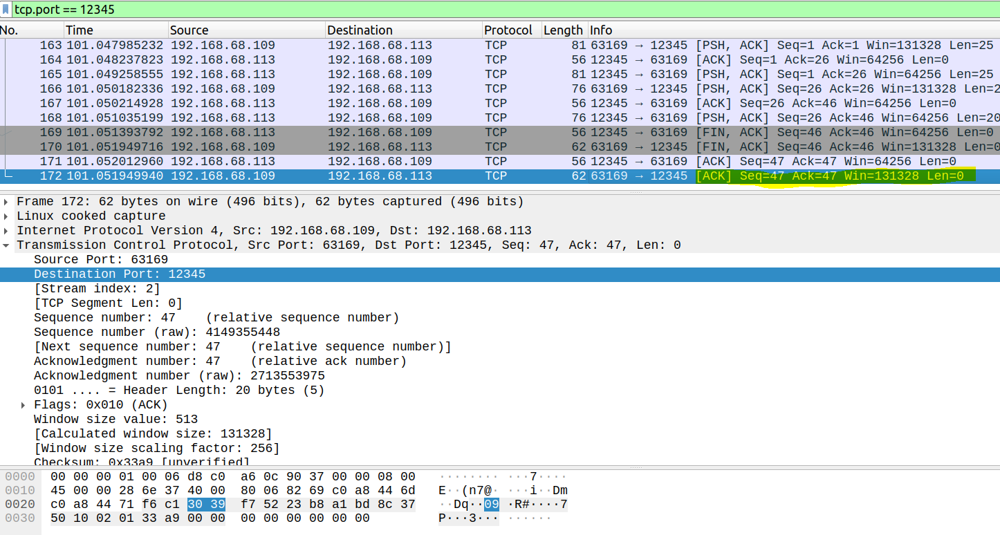 tcp.port == 12345
No. Time Source Destination Protocol Length Info
163 101.047985232 192.168.68.109 192.168.68.113 TCP 81 63169 → 12345 [PSH, ACK] Seq=1 Ack=1 Win=131328 Len=25
164 101.048237823 192.168.68.113 192.168.68.109 TCP 56 12345 → 63169 [ACK] Seq=1 Ack=26 Win=64256 Len=0
165 101.049258555 192.168.68.113 192.168.68.109 TCP 81 12345 → 63169 [PSH, ACK] Seq=1 Ack=26 Win=64256 Len=25
166 101.050182336 192.168.68.109 192.168.68.113 TCP 76 63169 → 12345 [PSH, ACK] Seq=26 Ack=26 Win=131328 Len=2
167 101.050214928 192.168.68.113 192.168.68.109 TCP 56 12345 → 63169 [ACK] Seq=26 Ack=46 Win=64256 Len=0
168 101.051035199 192.168.68.113 192.168.68.109 TCP 76 12345 → 63169 [PSH, ACK] Seq=26 Ack=46 Win=64256 Len=20
169 101.051393792 192.168.68.113 192.168.68.109 TCP 56 12345 → 63169 [FIN, ACK] Seq=46 Ack=46 Win=64256 Len=0
170 101.051949716 192.168.68.109 192.168.68.113 TCP 62 63169 → 12345 [FIN, ACK] Seq=46 Ack=46 Win=131328 Len=0
171 101.052012960 192.168.68.113 192.168.68.109 TCP 56 12345 → 63169 [ACK] Seq=47 Ack=47 Win=64256 Len=0
172 101.051949940 192.168.68.109 192.168.68.113 TCP 62 63169 → 12345 [ACK] Seq=47 Ack=47 Win=131328 Len=0
Frame 172: 62 bytes on wire (496 bits), 62 bytes captured (496 bits)
Linux cooked capture
Internet Protocol Version 4, Src: 192.168.68.109, Dst: 192.168.68.113
Transmission Control Protocol, Src Port: 63169, Dst Port: 12345, Seq: 47, Ack: 47, Len: 0
Source Port: 63169
Destination Port: 12345
[Stream index: 2]
[TCP Segment Len: 0]
Sequence number: 47 (relative sequence number)
Sequence number (raw): 4149355448
[Next sequence number: 47 (relative sequence number)]
Acknowledgment number: 47 (relative ack number)
Acknowledgment number (raw): 2713553975
0101 .... = Header Length: 20 bytes (5)
Flags: 0x010 (ACK)
Window size value: 513
[Calculated window size: 131328]
[Window size scaling factor: 256]
Checksum: 0x33a9 [unverified]
0000 00 00 00 01 00 06 d8 c0 a6 0c 90 37 00 00 08 00 ········ ···7····
0010 45 00 00 28 6e 37 40 00 80 06 82 69 c0 a8 44 6d E··(n7@· ···i··Dm
0020 c0 a8 44 71 f6 c1 30 39 f7 52 23 b8 a1 bd 8c 37 ··Dq··09 ·R#····7
0030 50 10 02 01 33 a9 00 00 00 00 00 00 00 00 P···3··· ······